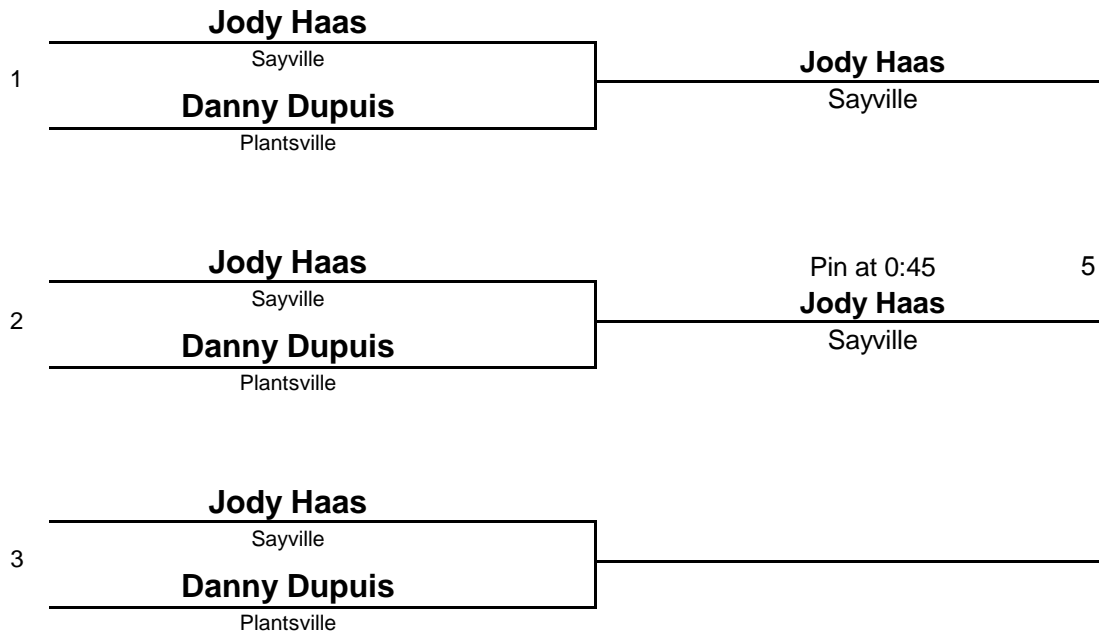 1
Jody Haas
Sayville
Danny Dupuis
Plantsville
Jody Haas
Sayville
2
Jody Haas
Sayville
Danny Dupuis
Plantsville
Pin at 0:45 5
Jody Haas
Sayville
3
Jody Haas
Sayville
Danny Dupuis
Plantsville